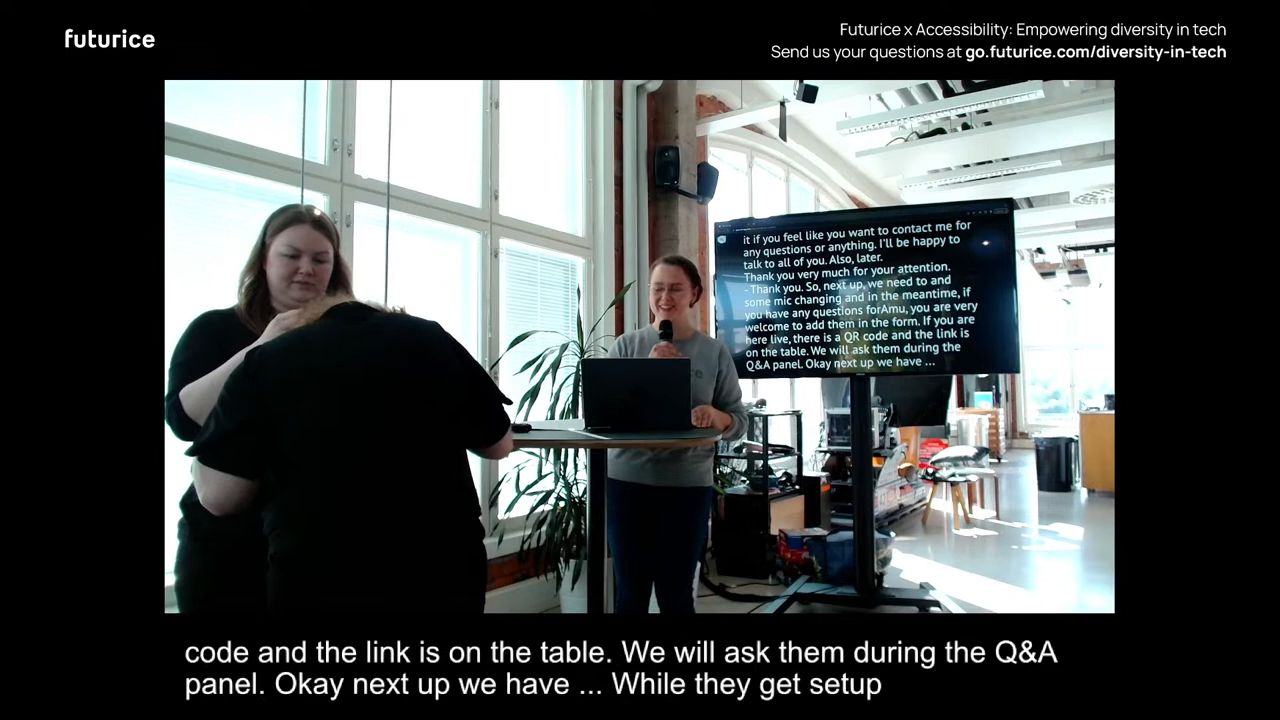 futurice
Futurice x Accessibility: Empowering diversity in tech
Send us your questions at go.futurice.com/diversity-in-tech
it if you feel like you want to contact me for
any questions or anything. I'll be happy to
talk to all of you. Also, later.
Thank you very much for your attention.
- Thank you. So, next up, we need to and
some mic changing and in the meantime, if
you have any questions forAmu, you are very
welcome to add them in the form. If you are
here live, there is a QR code and the link is
on the table. We will ask them during the
Q&A panel. Okay next up we have ...
code and the link is on the table. We will ask them during the Q&A
panel. Okay next up we have ... While they get setup